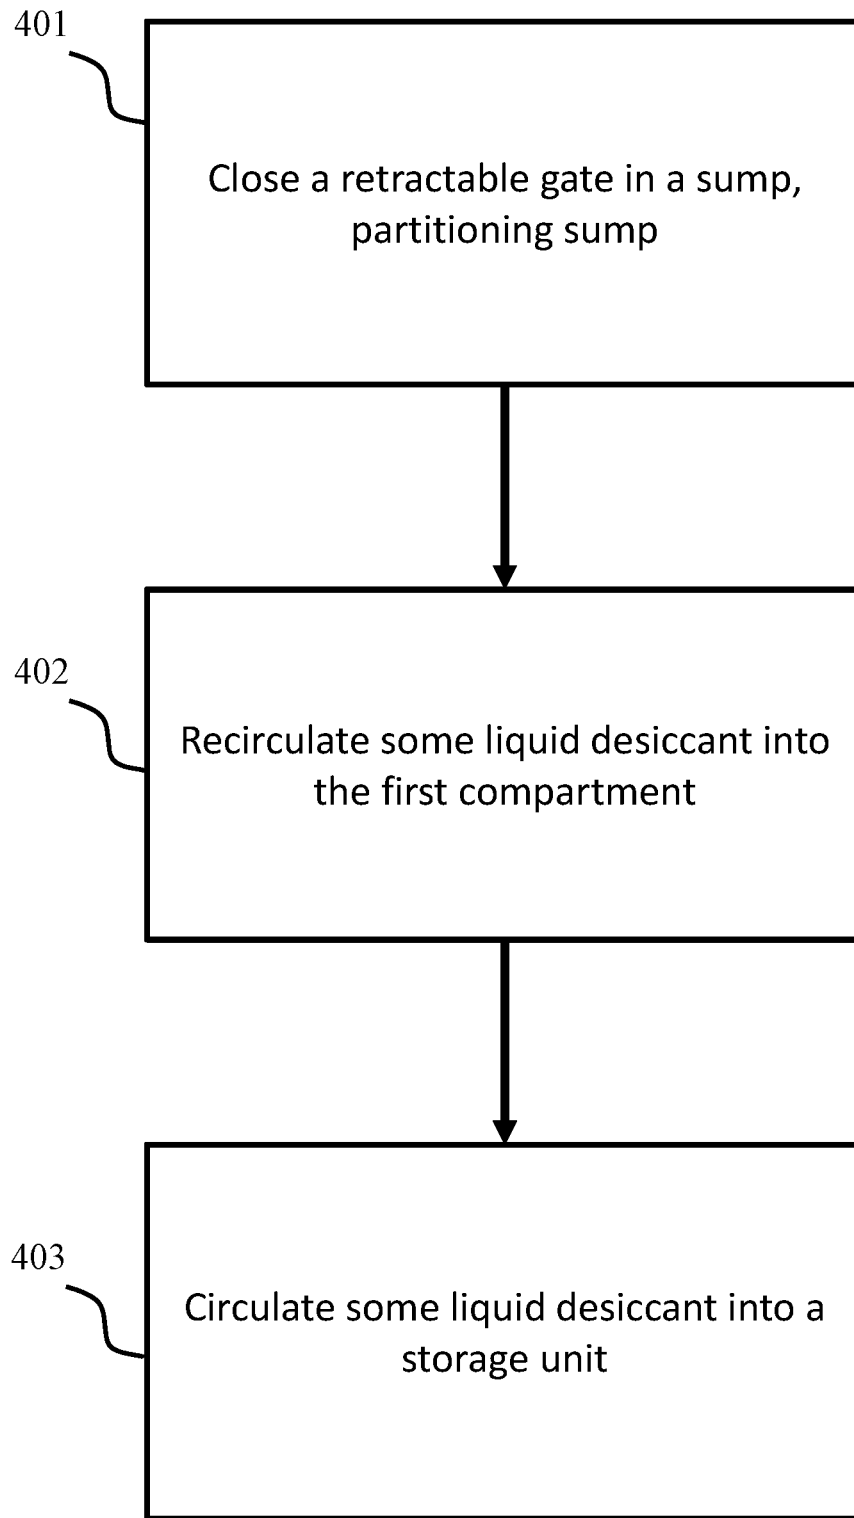 401
Close a retractable gate in a sump,
partitioning sump
402
Recirculate some liquid desiccant into
the first compartment
403
Circulate some liquid desiccant into a
storage unit